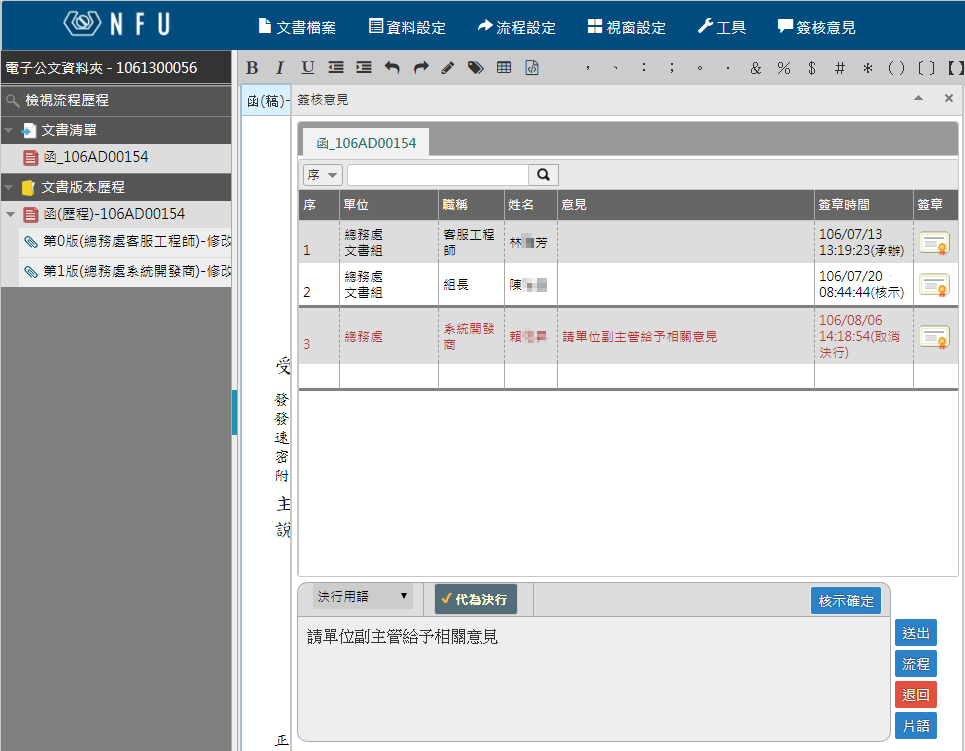 NFU
文書檔案 資料設定 流程設定 視窗設定 工具 簽核意見
電子公文資料夾 - 1061300056
B I U , 、 : ; 。 · & % $ # * ( ) 〔 〕 【 】
檢視流程歷程
文書清單
函_106AD00154
文書版本歷程
函(歷程)-106AD00154
第0版(總務處客服工程師)-修改
第1版(總務處系統開發商)-修改
函(稿)-
簽核意見
函_106AD00154
序
序 單位 職稱 姓名 意見 簽章時間 簽章
1 總務處 文書組 客服工程師 林 芳 106/07/13 13:19:23(承辦)
2 總務處 文書組 組長 陳 106/07/20 08:44:44(核示)
3 總務處 系統開發商 賴 請單位副主管給予相關意見 106/08/06 14:18:54(取消決行)
受
發
發
速
密
附
主
說
正
決行用語 代為決行 核示確定
請單位副主管給予相關意見
送出
流程
退回
片語